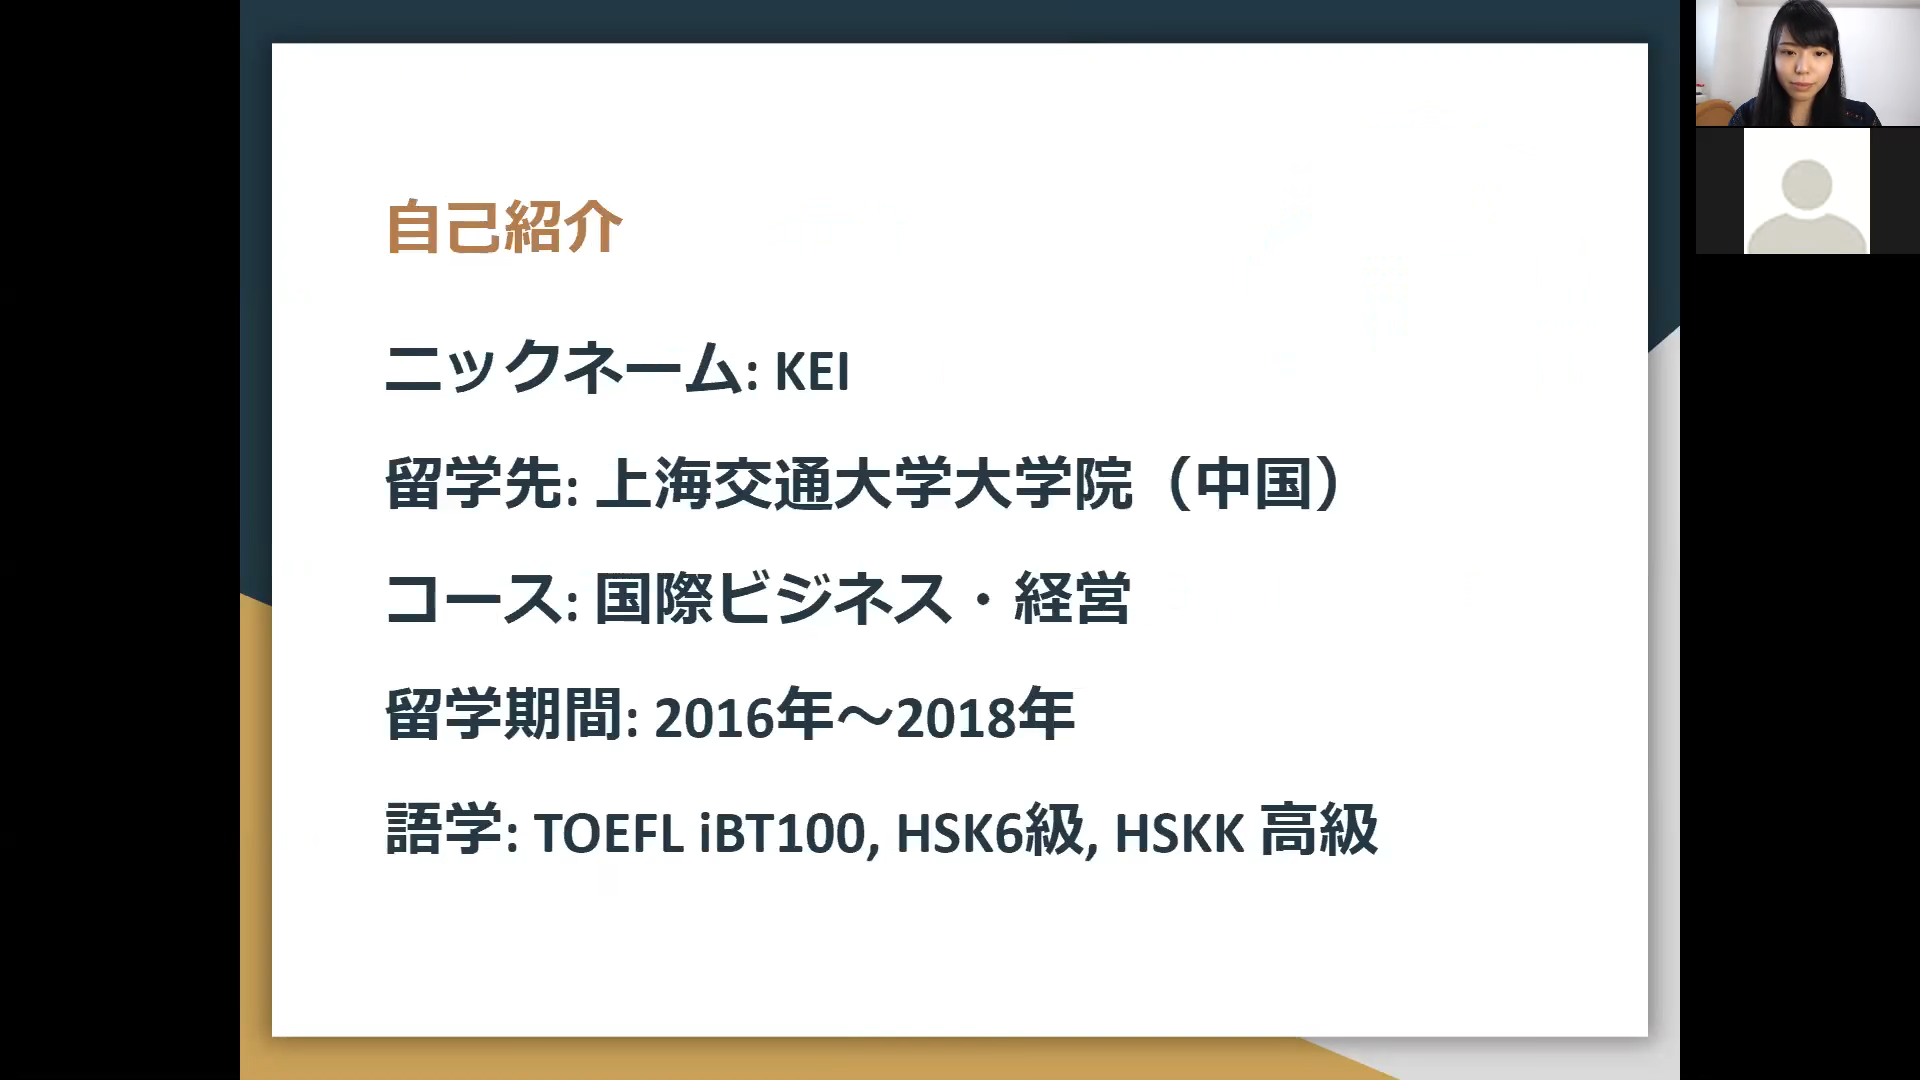 自己紹介
ニックネーム: KEI
留学先: 上海交通大学大学院（中国）
コース: 国際ビジネス・経営
留学期間: 2016年～2018年
語学: TOEFL iBT100, HSK6級, HSKK 高級